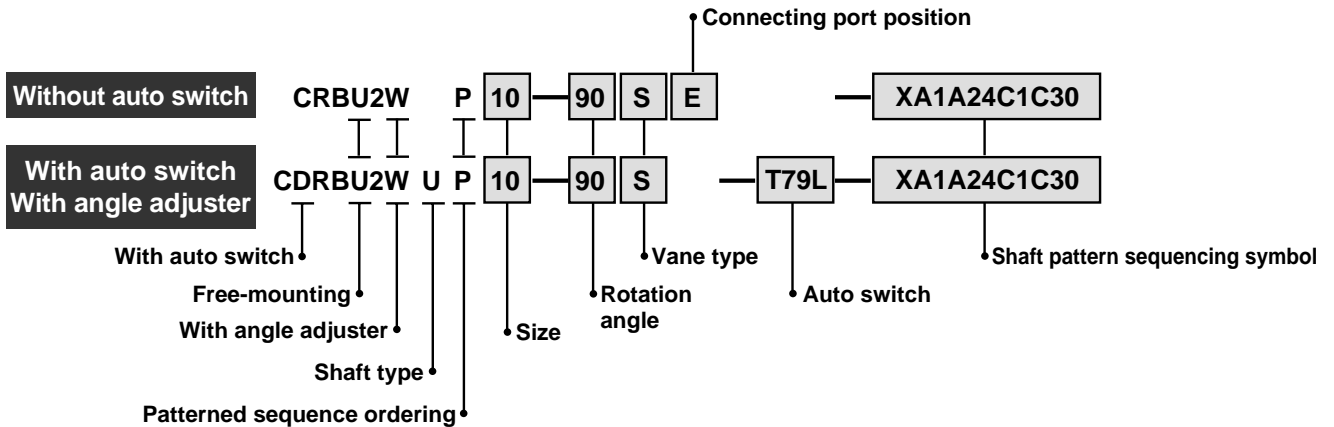 Connecting port position
Without auto switch CRBU2W P 10 — 90 S E — XA1A24C1C30
With auto switch
With angle adjuster
CDRBU2W U P 10 — 90 S — T79L — XA1A24C1C30
With auto switch
Vane type
Shaft pattern sequencing symbol
Free-mounting
Rotation
angle
Auto switch
With angle adjuster
Size
Shaft type
Patterned sequence ordering